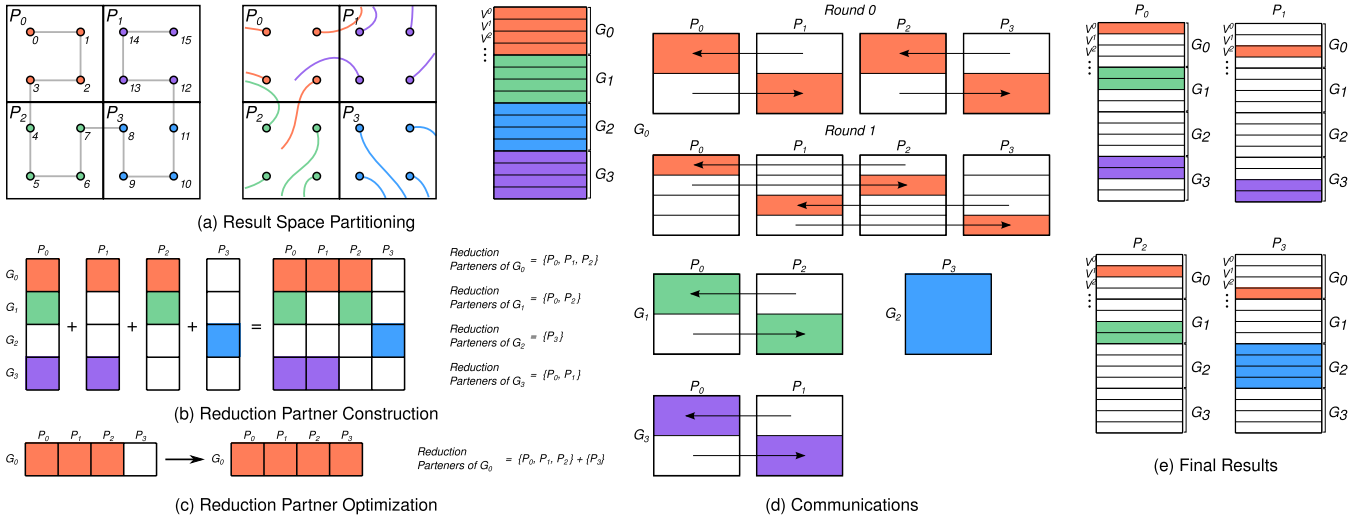 P0 P1
0 1 14 15
3 2 13 12
P2 P3
4 7 8 11
5 6 9 10
P0 P1
P2 P3
V0
V1
V2
⋮
G0
G1
G2
G3
(a) Result Space Partitioning
P0 P1 P2 P3 P0 P1 P2 P3
G0
G1
G2
G3
+ + + =
Reduction
Parteners of G0 = {P0, P1, P2}
Reduction
Parteners of G1 = {P0, P2}
Reduction
Parteners of G2 = {P3}
Reduction
Parteners of G3 = {P0, P1}
(b) Reduction Partner Construction
P0 P1 P2 P3 P0 P1 P2 P3
G0 G0
Reduction
Parteners of G0 = {P0, P1, P2} + {P3}
(c) Reduction Partner Optimization
Round 0
P0 P1 P2 P3
G0
Round 1
P0 P1 P2 P3
P0 P2 P3
G1 G2
P0 P1
G3
(d) Communications
P0 P1
V0 V0
V1 V1
V2 V2
⋮ ⋮
G0 G0
G1 G1
G2 G2
G3 G3
P2 P3
V0 V0
V1 V1
V2 V2
⋮ ⋮
G0 G0
G1 G1
G2 G2
G3 G3
(e) Final Results